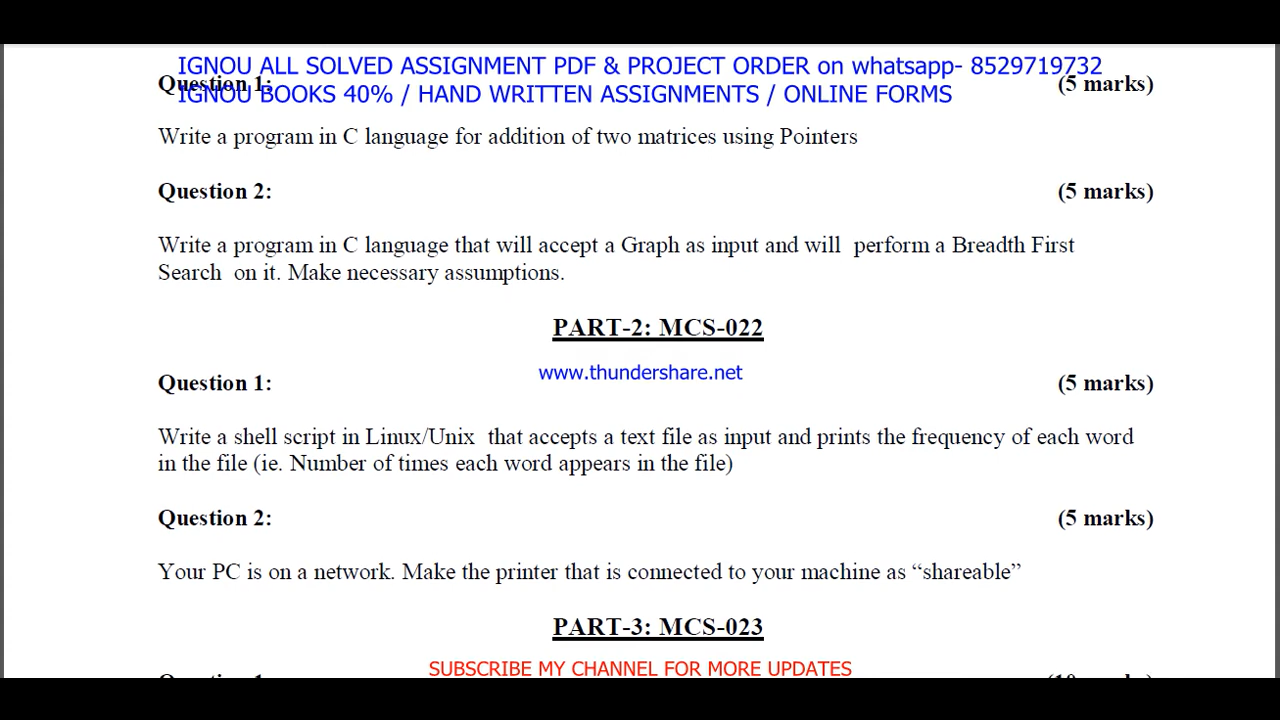 IGNOU ALL SOLVED ASSIGNMENT PDF & PROJECT ORDER on whatsapp- 8529719732
Question 1: (5 marks)
IGNOU BOOKS 40% / HAND WRITTEN ASSIGNMENTS / ONLINE FORMS
Write a program in C language for addition of two matrices using Pointers
Question 2: (5 marks)
Write a program in C language that will accept a Graph as input and will perform a Breadth First
Search on it. Make necessary assumptions.
PART-2: MCS-022
www.thundershare.net
Question 1: (5 marks)
Write a shell script in Linux/Unix that accepts a text file as input and prints the frequency of each word
in the file (ie. Number of times each word appears in the file)
Question 2: (5 marks)
Your PC is on a network. Make the printer that is connected to your machine as “shareable”
PART-3: MCS-023
SUBSCRIBE MY CHANNEL FOR MORE UPDATES